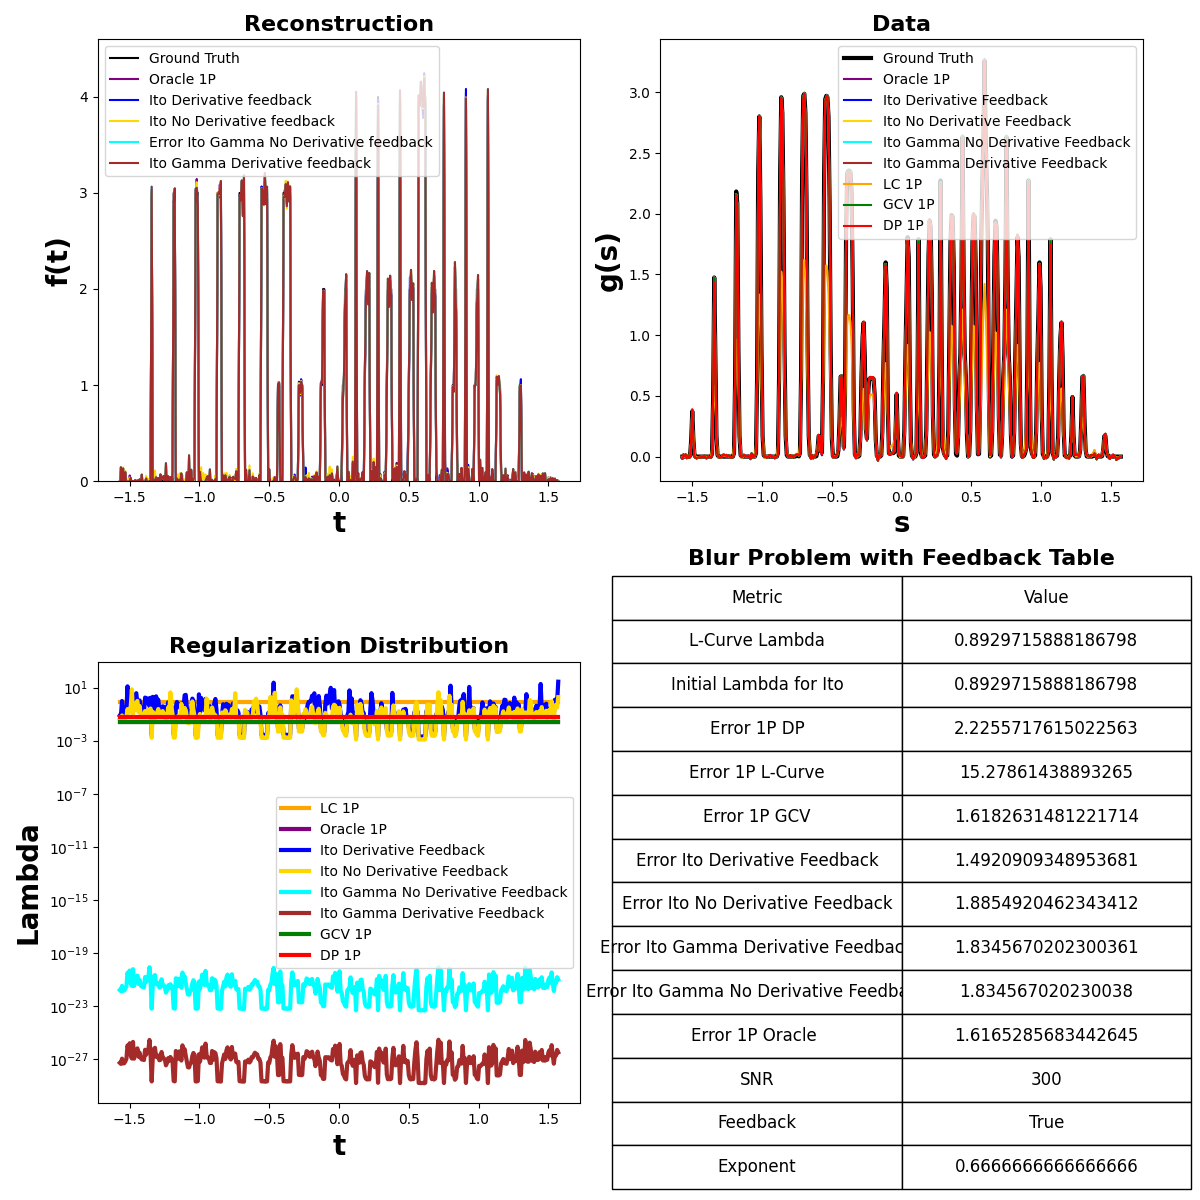 Reconstruction
Ground Truth
Oracle 1P
Ito Derivative feedback
Ito No Derivative feedback
Error Ito Gamma No Derivative feedback
Ito Gamma Derivative feedback
f(t)
4
3
2
1
0
−1.5 −1.0 −0.5 0.0 0.5 1.0 1.5
t
Data
Ground Truth
Oracle 1P
Ito Derivative Feedback
Ito No Derivative Feedback
Ito Gamma No Derivative Feedback
Ito Gamma Derivative Feedback
LC 1P
GCV 1P
DP 1P
g(s)
3.0
2.5
2.0
1.5
1.0
0.5
0.0
−1.5 −1.0 −0.5 0.0 0.5 1.0 1.5
s
Regularization Distribution
10^1
10^−3
10^−7
10^−11
10^−15
10^−19
10^−23
10^−27
Lambda
LC 1P
Oracle 1P
Ito Derivative Feedback
Ito No Derivative Feedback
Ito Gamma No Derivative Feedback
Ito Gamma Derivative Feedback
GCV 1P
DP 1P
−1.5 −1.0 −0.5 0.0 0.5 1.0 1.5
t
Blur Problem with Feedback Table
Metric Value
L-Curve Lambda 0.8929715888186798
Initial Lambda for Ito 0.8929715888186798
Error 1P DP 2.2255717615022563
Error 1P L-Curve 15.27861438893265
Error 1P GCV 1.6182631481221714
Error Ito Derivative Feedback 1.4920909348953681
Error Ito No Derivative Feedback 1.8854920462343412
Error Ito Gamma Derivative Feedbac 1.8345670202300361
Error Ito Gamma No Derivative Feedba 1.834567020230038
Error 1P Oracle 1.6165285683442645
SNR 300
Feedback True
Exponent 0.6666666666666666